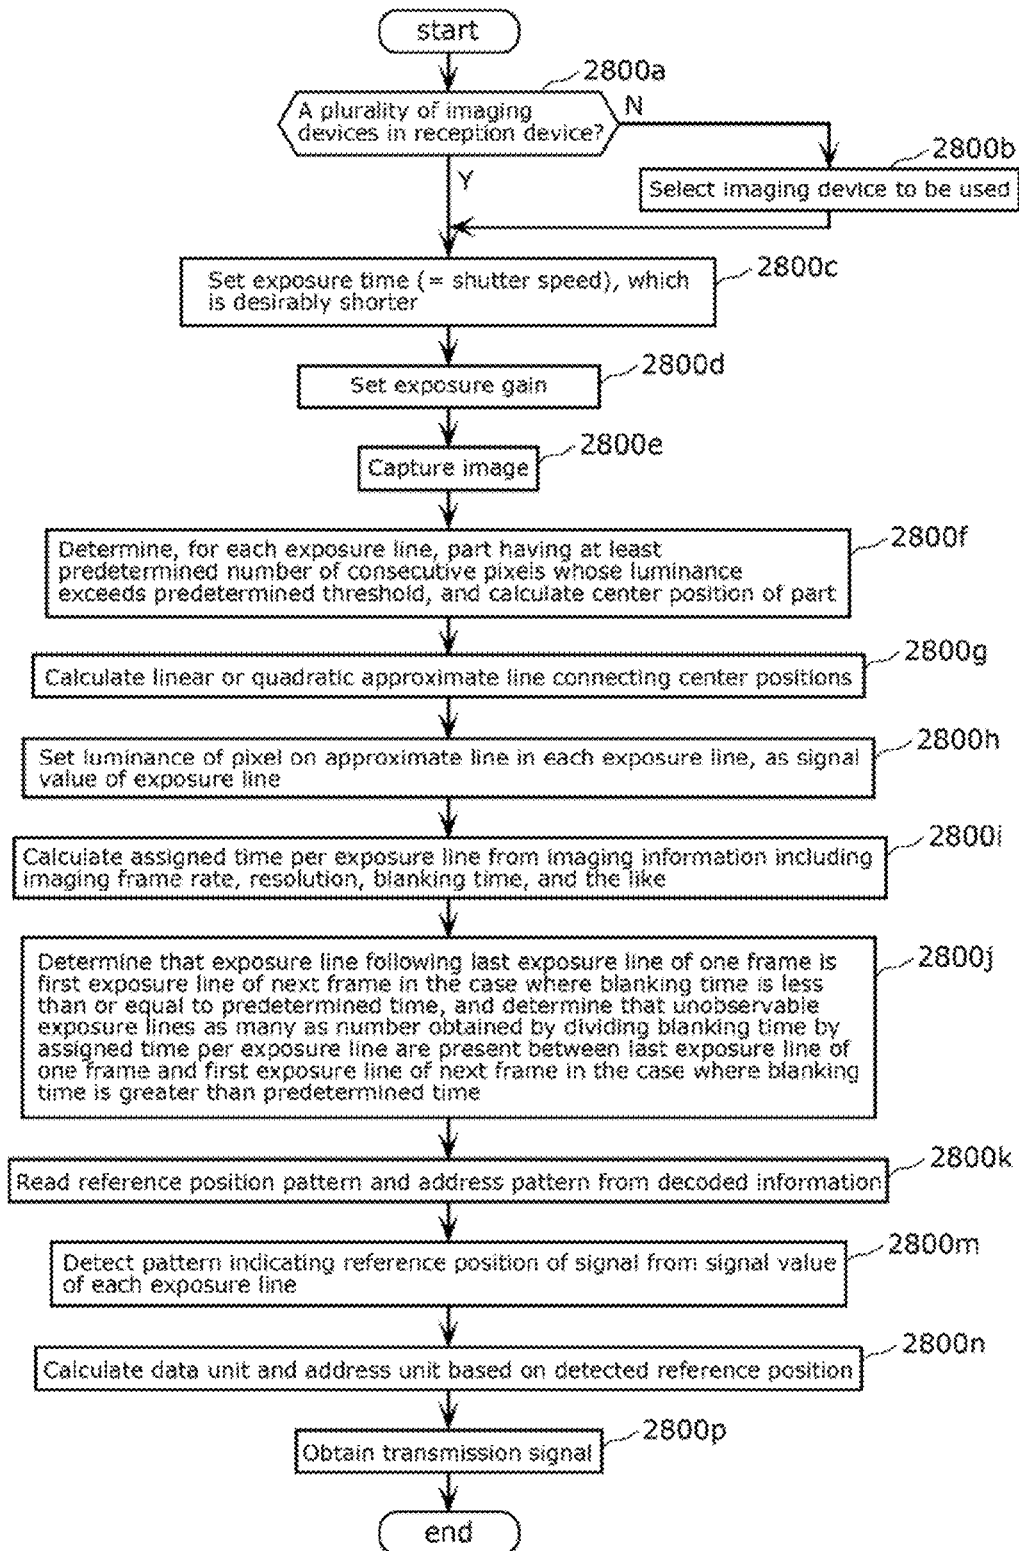 start
2800a
A plurality of imaging
devices in reception device?
N
Y
2800b
Select imaging device to be used
2800c
Set exposure time (= shutter speed), which
is desirably shorter
2800d
Set exposure gain
2800e
Capture image
2800f
Determine, for each exposure line, part having at least
predetermined number of consecutive pixels whose luminance
exceeds predetermined threshold, and calculate center position of part
2800g
Calculate linear or quadratic approximate line connecting center positions
2800h
Set luminance of pixel on approximate line in each exposure line, as signal
value of exposure line
2800i
Calculate assigned time per exposure line from imaging information including
imaging frame rate, resolution, blanking time, and the like
2800j
Determine that exposure line following last exposure line of one frame is
first exposure line of next frame in the case where blanking time is less
than or equal to predetermined time, and determine that unobservable
exposure lines as many as number obtained by dividing blanking time by
assigned time per exposure line are present between last exposure line of
one frame and first exposure line of next frame in the case where blanking
time is greater than predetermined time
2800k
Read reference position pattern and address pattern from decoded information
2800m
Detect pattern indicating reference position of signal from signal value
of each exposure line
2800n
Calculate data unit and address unit based on detected reference position
2800p
Obtain transmission signal
end